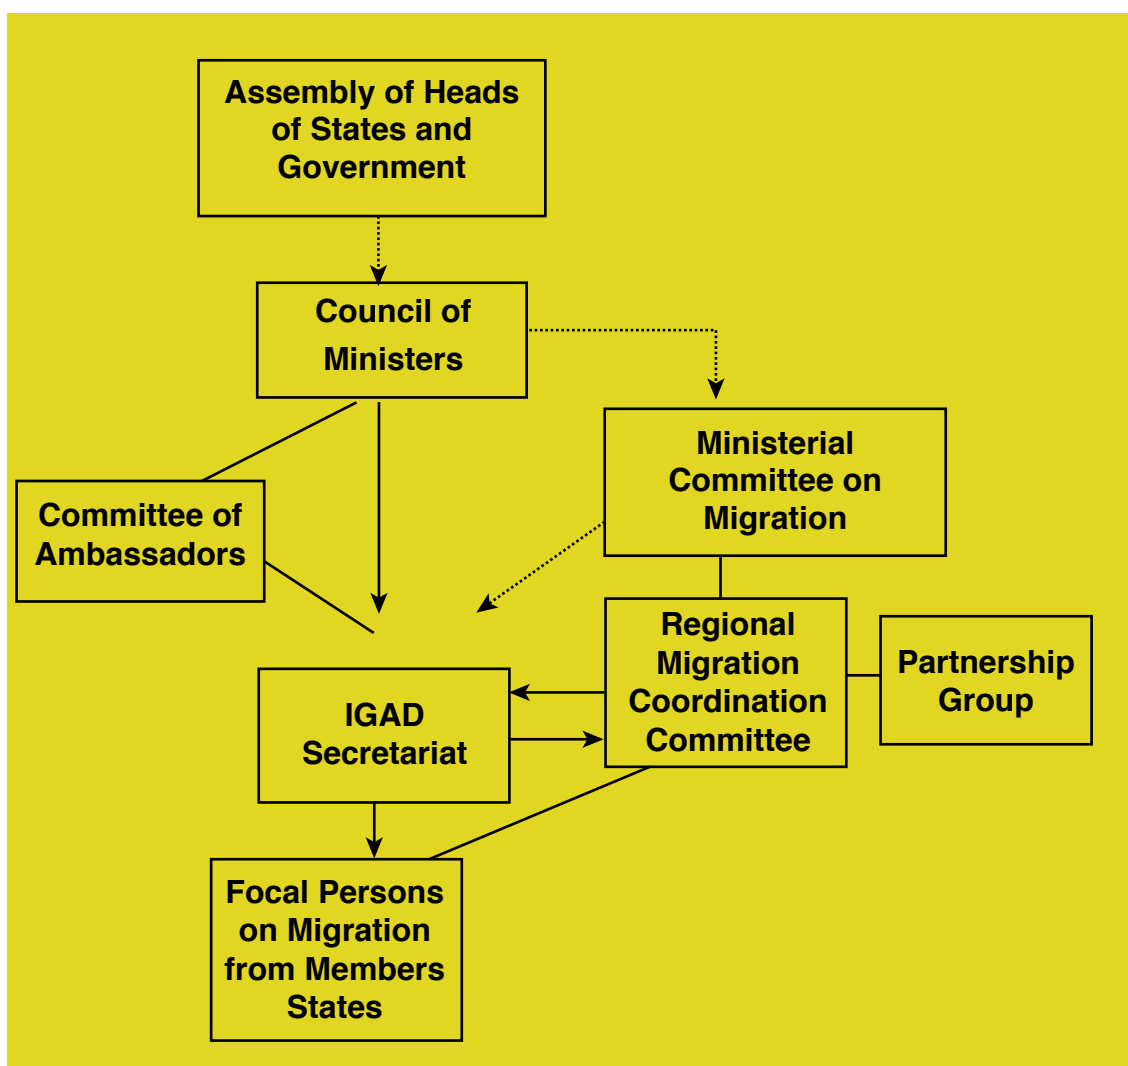 Assembly of Heads
of States and
Government
Council of
Ministers
Ministerial
Committee on
Migration
Committee of
Ambassadors
Regional
Migration
Coordination
Committee
Partnership
Group
IGAD
Secretariat
Focal Persons
on Migration
from Members
States